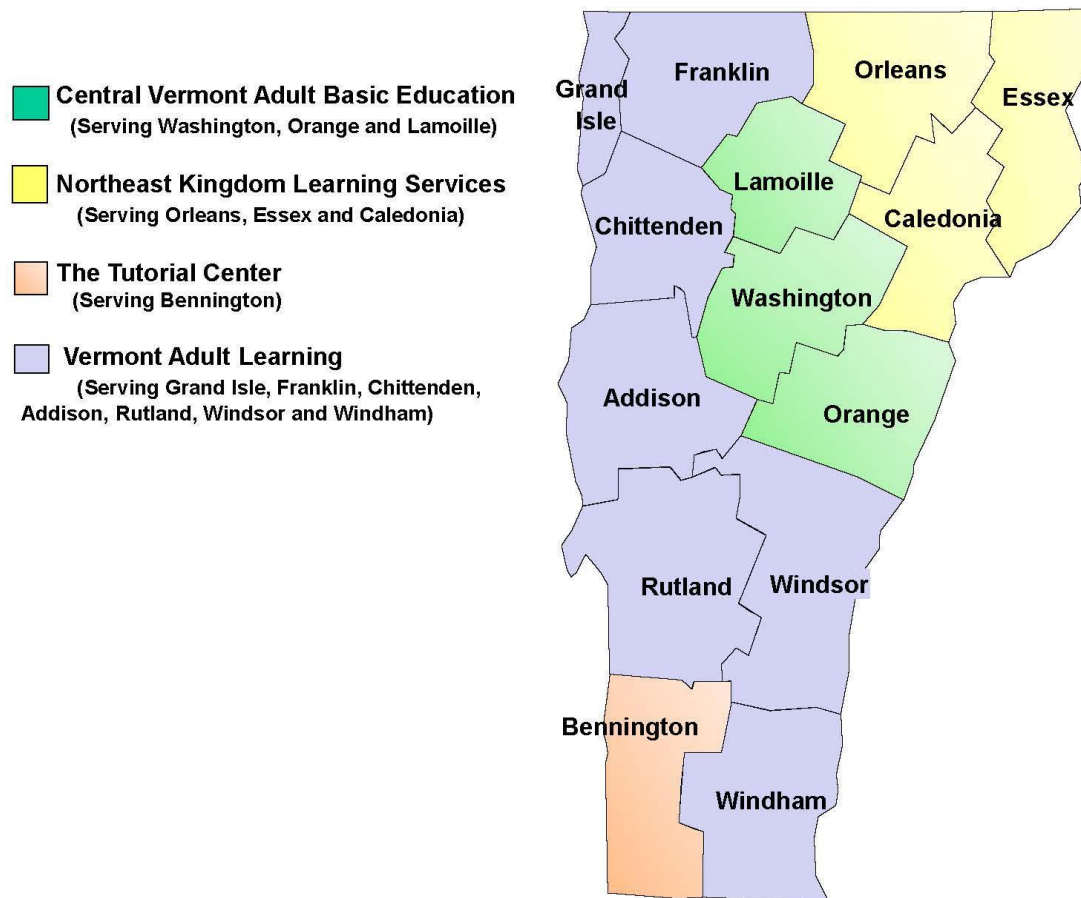 Central Vermont Adult Basic Education
(Serving Washington, Orange and Lamoille)
Northeast Kingdom Learning Services
(Serving Orleans, Essex and Caledonia)
The Tutorial Center
(Serving Bennington)
Vermont Adult Learning
(Serving Grand Isle, Franklin, Chittenden,
Addison, Rutland, Windsor and Windham)
Grand
Isle
Franklin
Orleans
Essex
Lamoille
Caledonia
Chittenden
Washington
Addison
Orange
Rutland
Windsor
Bennington
Windham